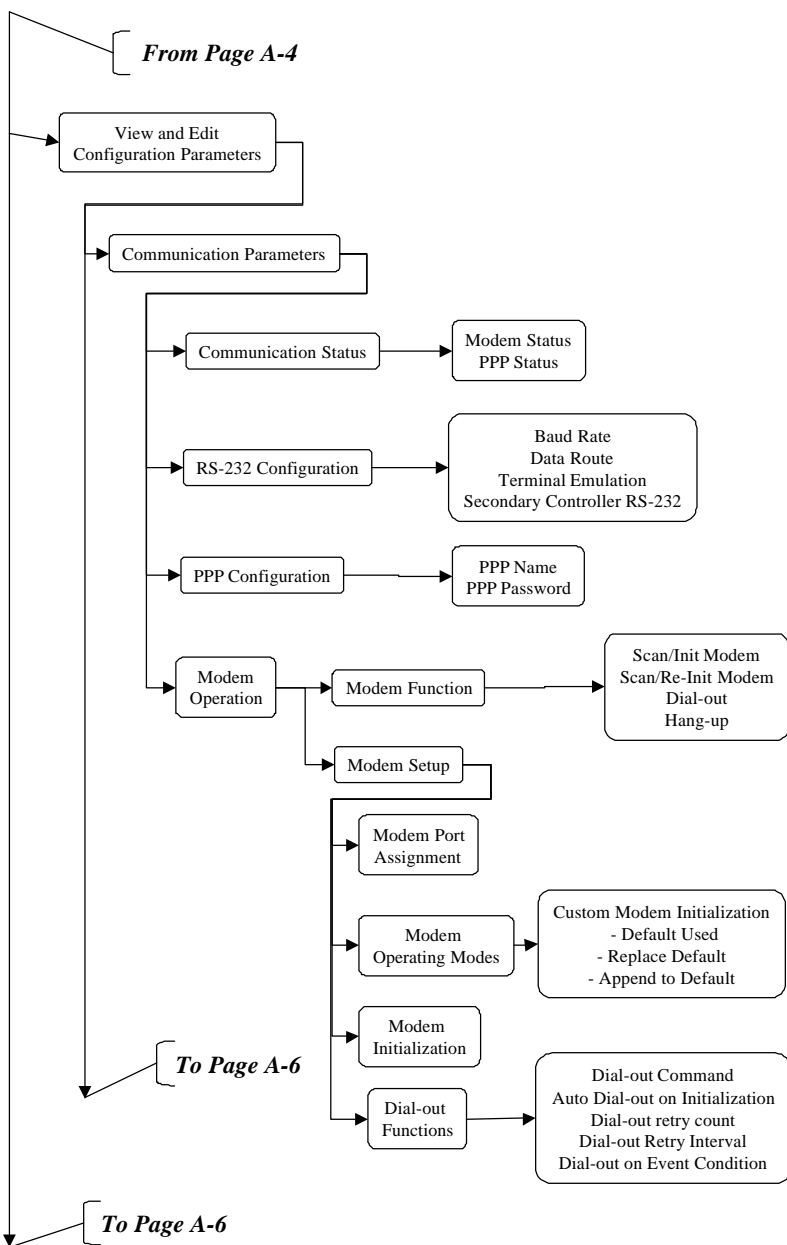 From Page A-4
View and Edit
Configuration Parameters
Communication Parameters
Communication Status
Modem Status
PPP Status
RS-232 Configuration
Baud Rate
Data Route
Terminal Emulation
Secondary Controller RS-232
PPP Configuration
PPP Name
PPP Password
Modem
Operation
Modem Function
Scan/Init Modem
Scan/Re-Init Modem
Dial-out
Hang-up
Modem Setup
Modem Port
Assignment
Modem
Operating Modes
Custom Modem Initialization
- Default Used
- Replace Default
- Append to Default
Modem
Initialization
To Page A-6
Dial-out
Functions
Dial-out Command
Auto Dial-out on Initialization
Dial-out retry count
Dial-out Retry Interval
Dial-out on Event Condition
To Page A-6